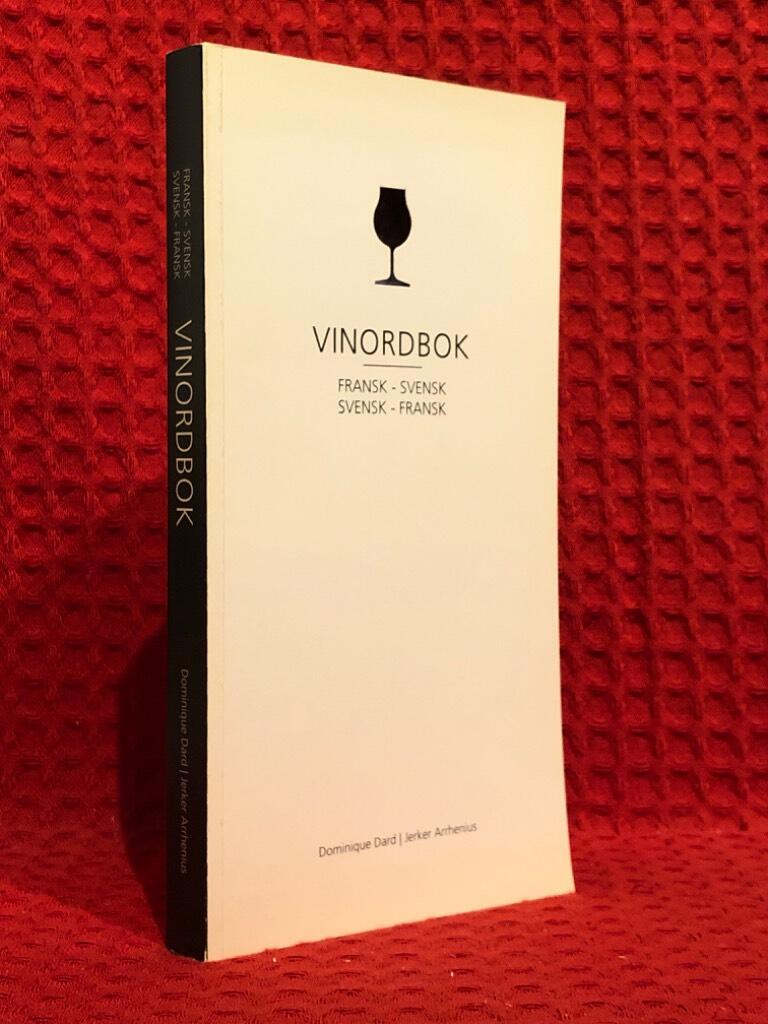 FRANSK - SVENSK
SVENSK - FRANSK
VINORDBOK
Dominique Dard | Jerker Arrhenius
VINORDBOK
FRANSK - SVENSK
SVENSK - FRANSK
Dominique Dard | Jerker Arrhenius